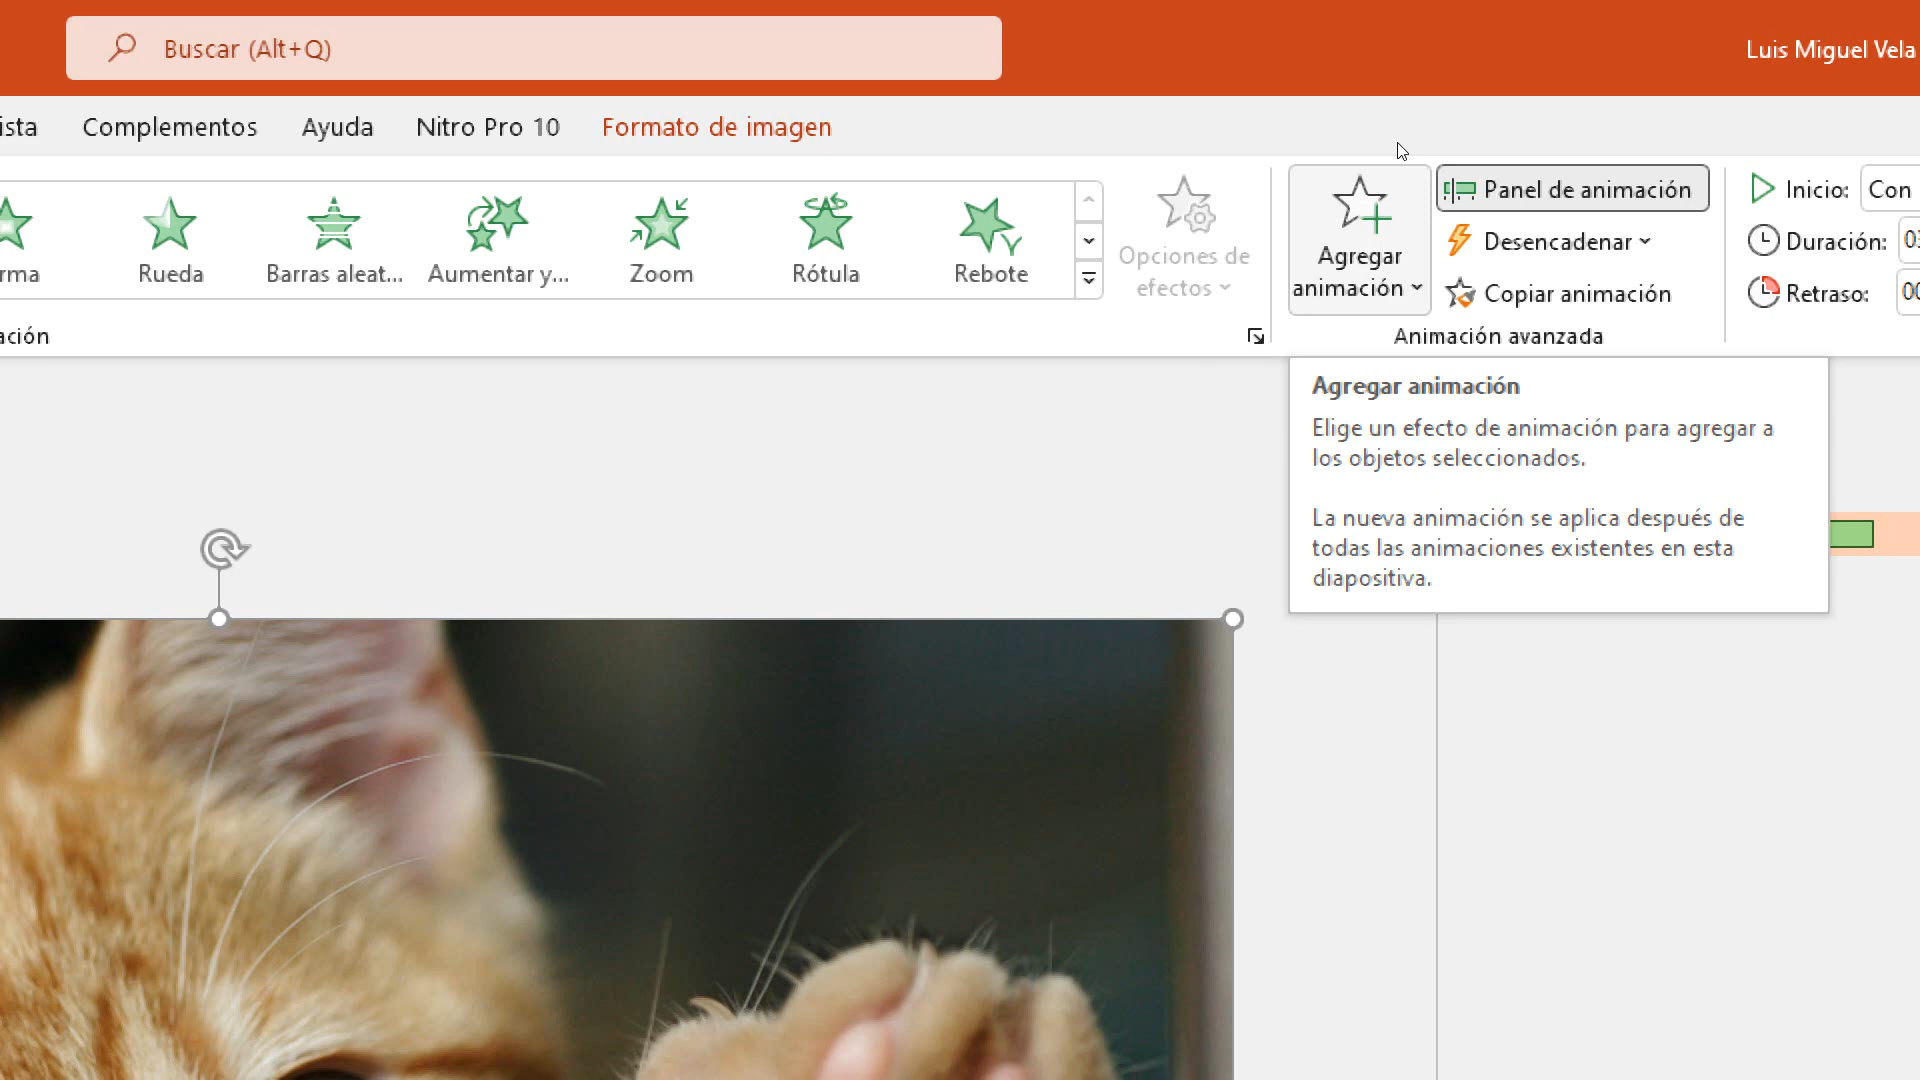 Buscar (Alt+Q)
Luis Miguel Vela
ista Complementos Ayuda Nitro Pro 10 Formato de imagen
rma Rueda Barras aleat... Aumentar y... Zoom Rótula Rebote
Opciones de
efectos
Agregar
animación
Panel de animación
Desencadenar
Copiar animación
Inicio: Con
Duración: 03
Retraso: 00
ación
Animación avanzada
Agregar animación
Elige un efecto de animación para agregar a
los objetos seleccionados.
La nueva animación se aplica después de
todas las animaciones existentes en esta
diapositiva.